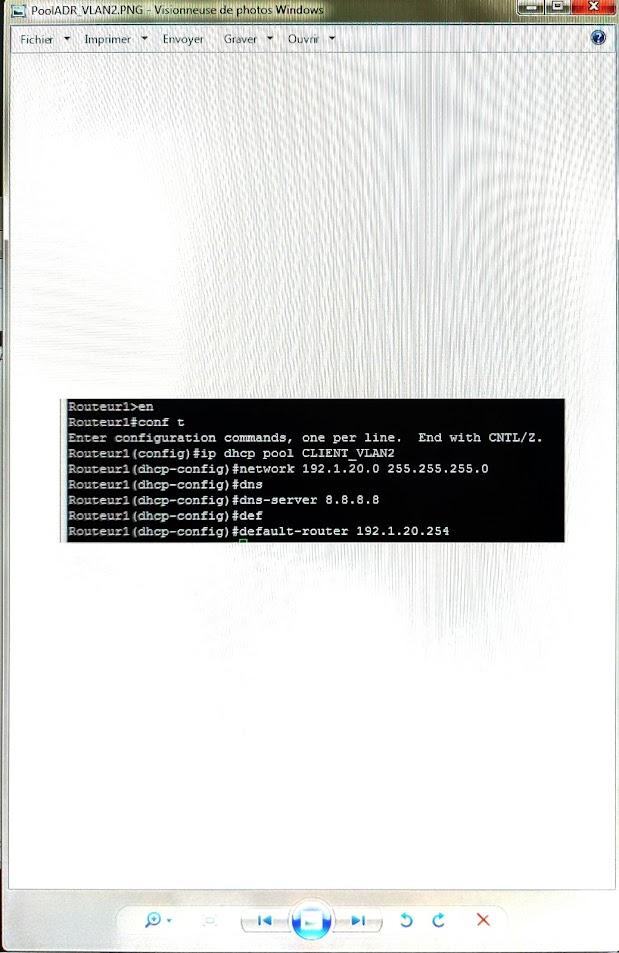 PoolADR_VLAN2.PNG - Visionneuse de photos Windows
Fichier Imprimer Envoyer Graver Ouvrir
Routeur1>en
Routeur1#conf t
Enter configuration commands, one per line.  End with CNTL/Z.
Routeur1(config)#ip dhcp pool CLIENT_VLAN2
Routeur1(dhcp-config)#network 192.1.20.0 255.255.255.0
Routeur1(dhcp-config)#dns
Routeur1(dhcp-config)#dns-server 8.8.8.8
Routeur1(dhcp-config)#def
Routeur1(dhcp-config)#default-router 192.1.20.254